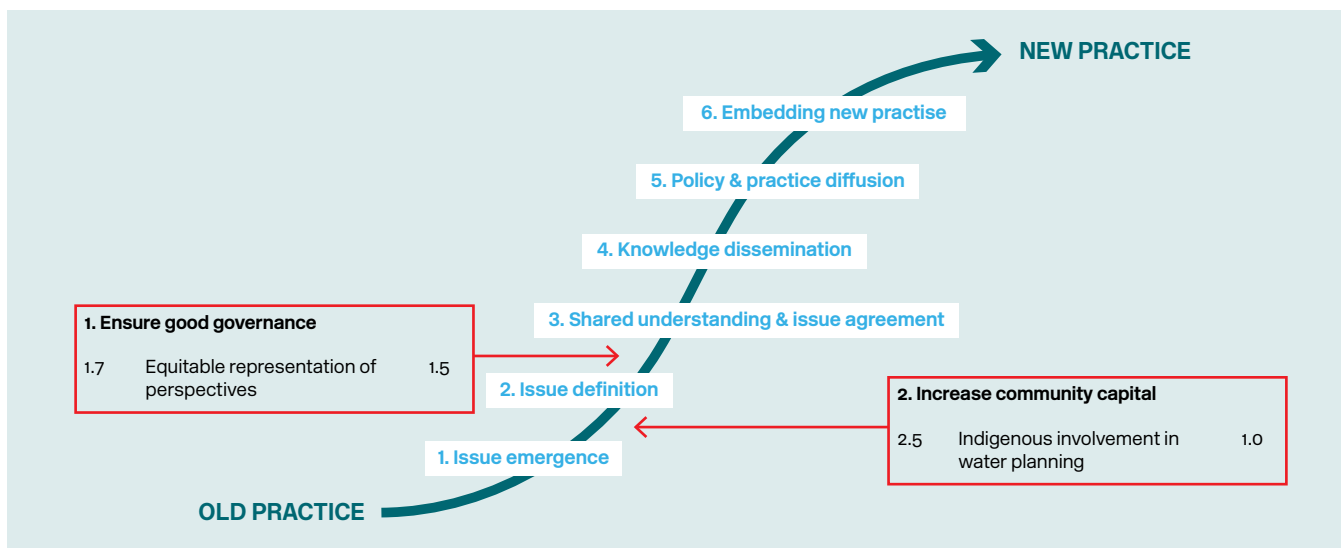 NEW PRACTICE
6. Embedding new practise
5. Policy & practice diffusion
4. Knowledge dissemination
3. Shared understanding & issue agreement
1. Ensure good governance
1.7 Equitable representation of 1.5
perspectives
2. Issue definition
2. Increase community capital
2.5 Indigenous involvement in 1.0
water planning
1. Issue emergence
OLD PRACTICE